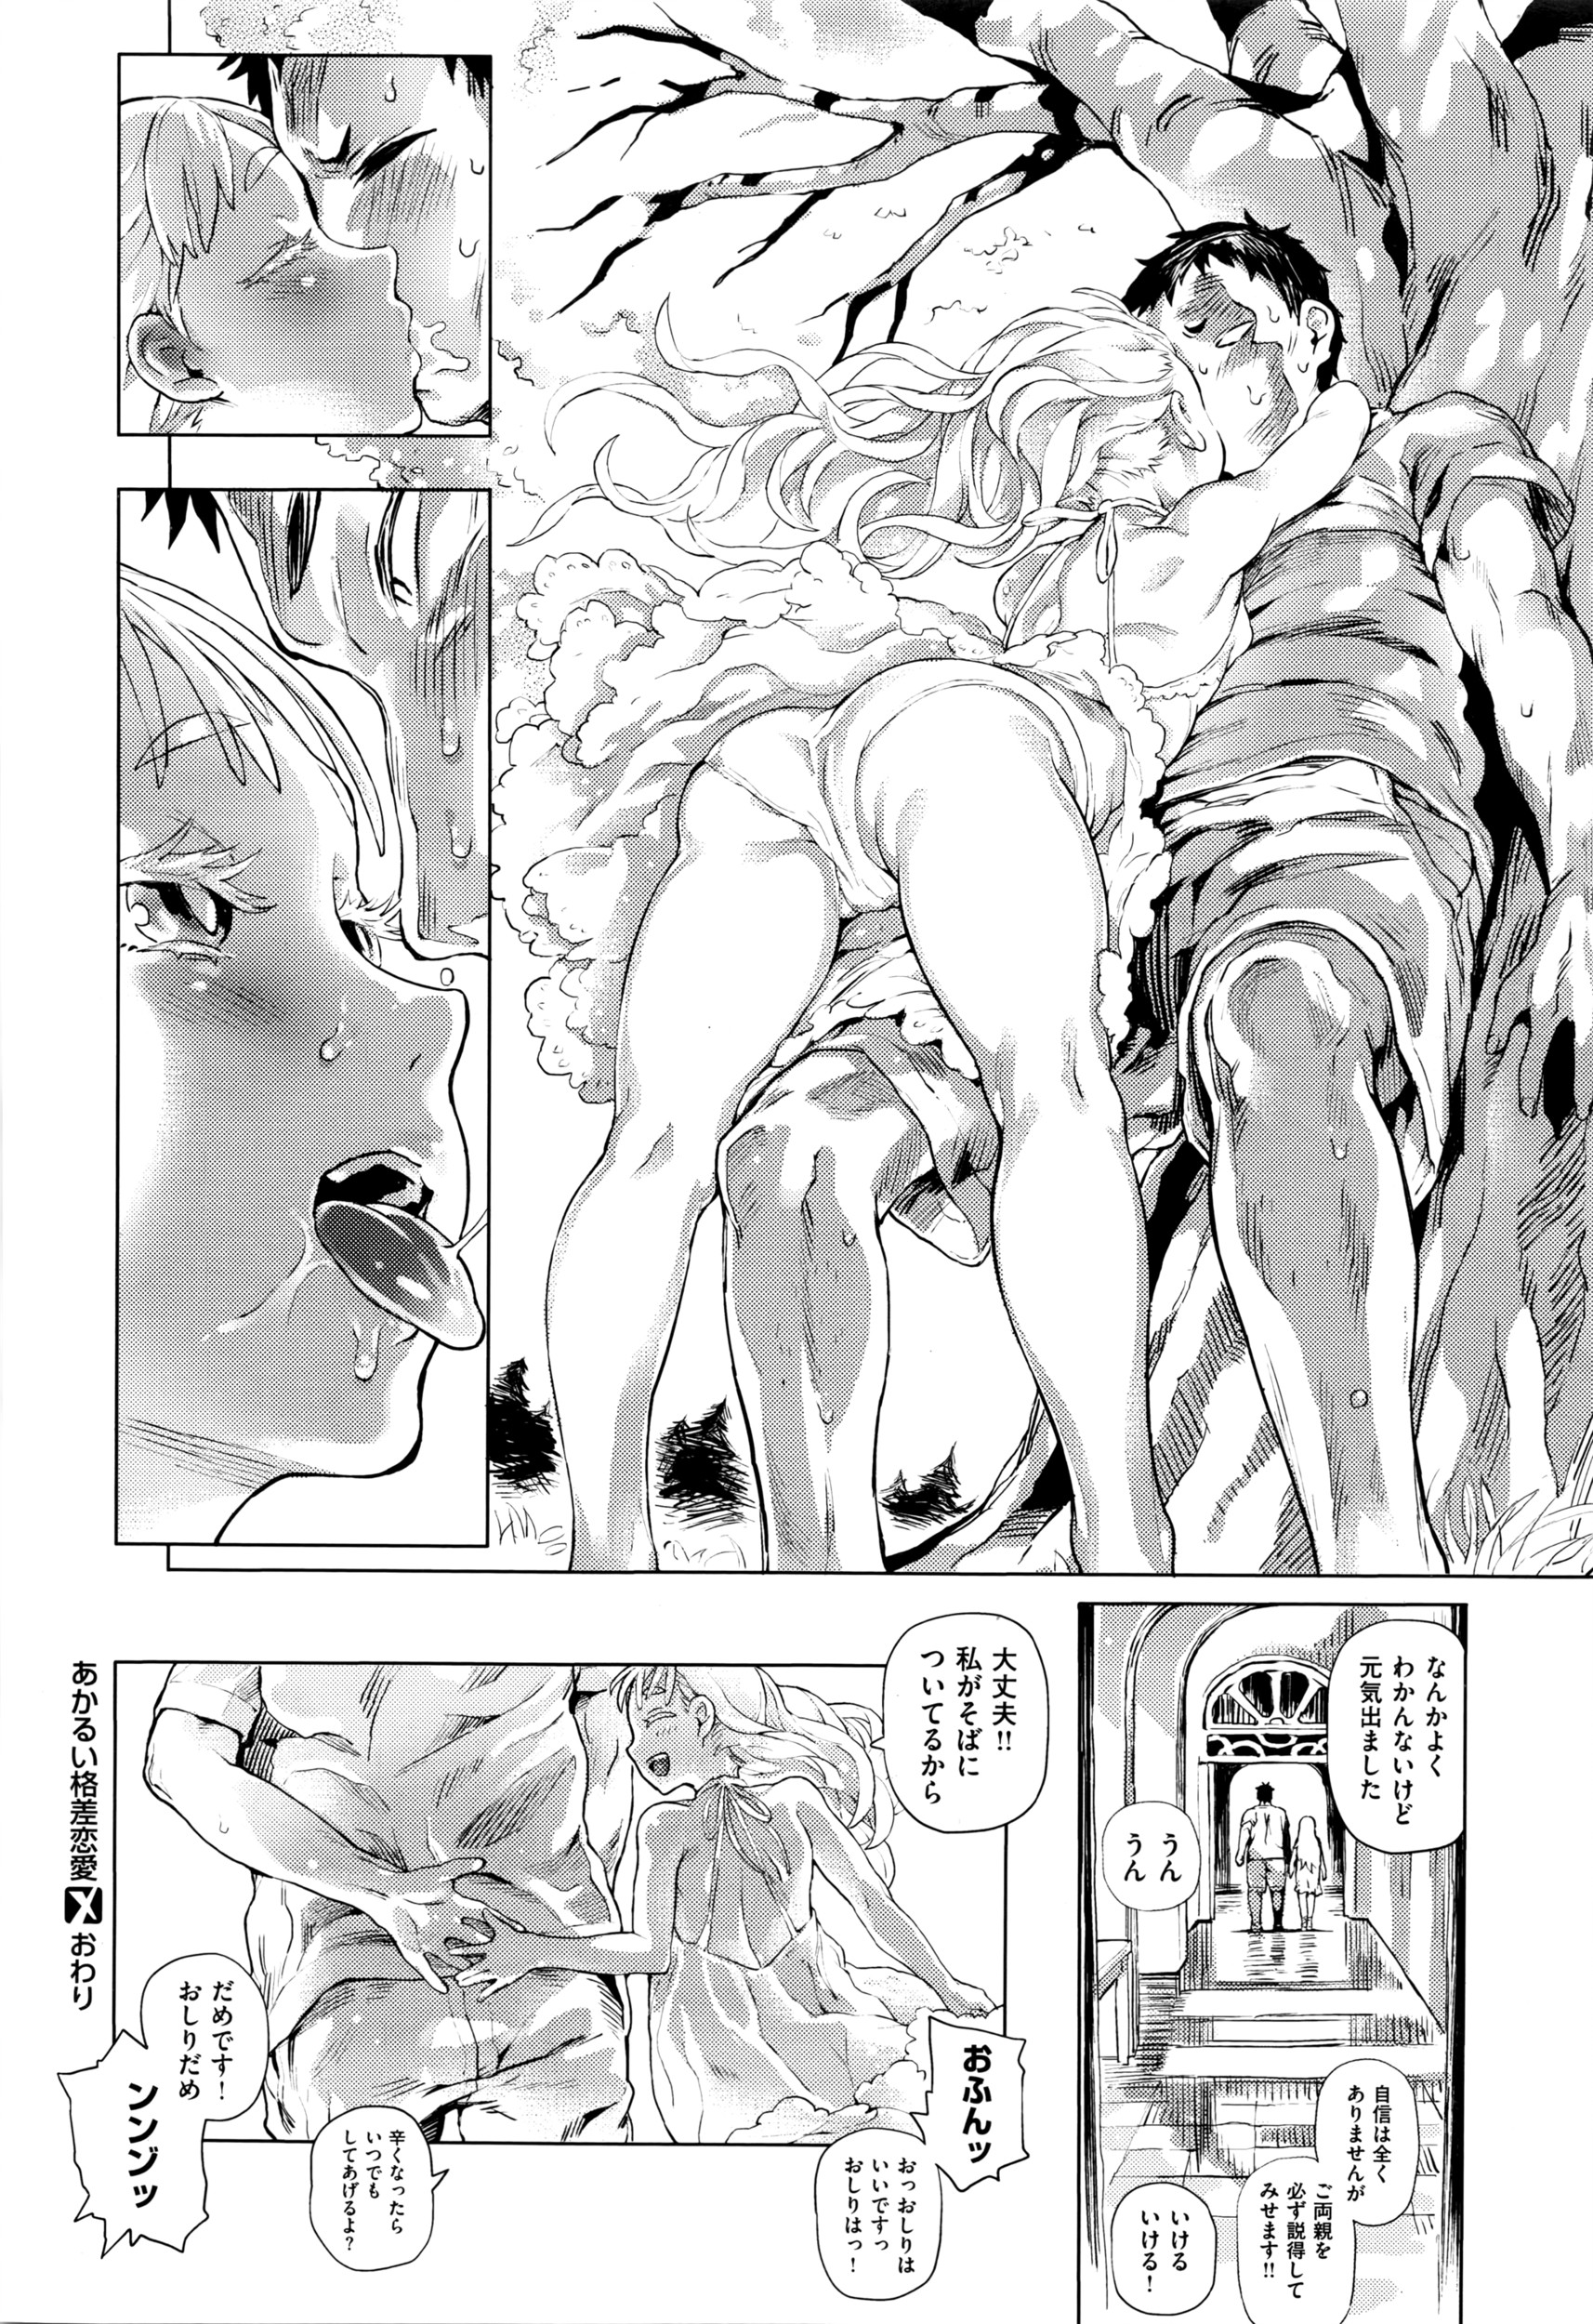 なんかよく
わかんないけど
元気出ました
うん
うん
自信は全く
ありませんが
ご両親を
必ず説得して
みせます!!
いける
いける！
大丈夫!!
私がそばに
ついてるから
おふんッ
おっおしりは
いいですっ
おしりはっ！
辛くなったら
いつでも
してあげるよ？
だめです！
おしりだめ
ンンンッ
あかるい格差恋愛
おわり